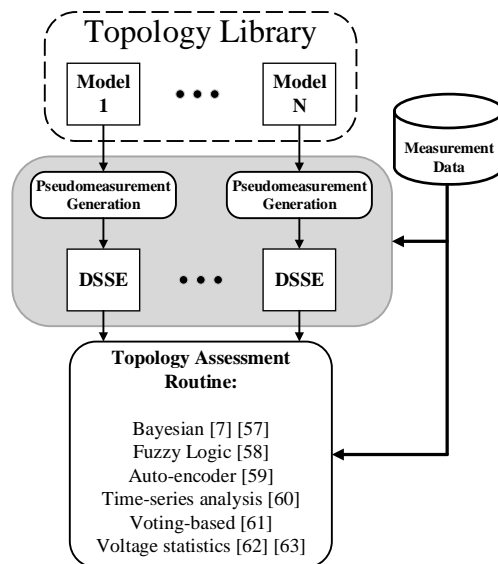 Topology Library
Model
1
Model
N
Measurement
Data
Pseudomeasurement
Generation
Pseudomeasurement
Generation
DSSE
DSSE
Topology Assessment
Routine:
Bayesian [7] [57]
Fuzzy Logic [58]
Auto-encoder [59]
Time-series analysis [60]
Voting-based [61]
Voltage statistics [62] [63]